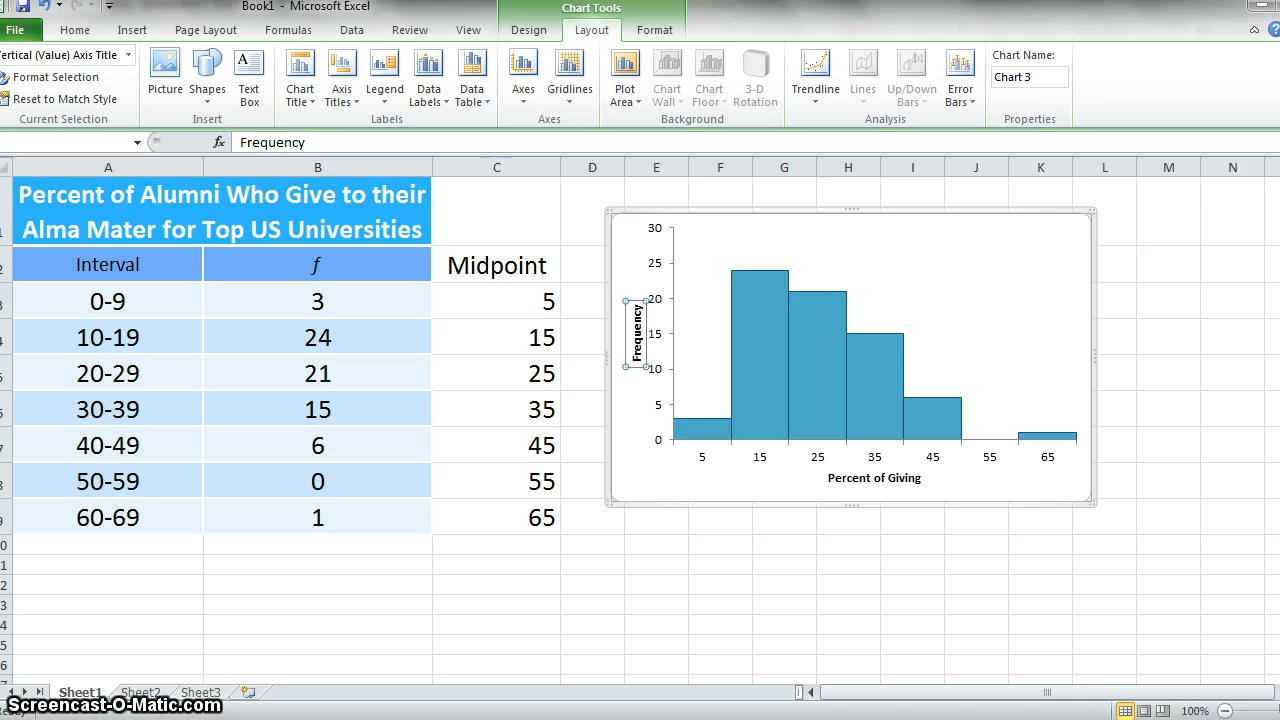 Book1 - Microsoft Excel
Chart Tools
File Home Insert Page Layout Formulas Data Review View Design Layout Format
ertical (Value) Axis Title
Format Selection
Reset to Match Style
Current Selection
Picture Shapes Text Box
Insert
Chart Title Axis Titles Legend Data Labels Data Table
Labels
Axes Gridlines
Axes
Plot Area Chart Wall Chart Floor 3-D Rotation
Background
Trendline Lines Up/Down Bars Error Bars
Analysis
Chart Name:
Chart 3
Properties
fx Frequency
A B C D E F G H I J K L M N
Percent of Alumni Who Give to their
Alma Mater for Top US Universities
Interval f Midpoint
0-9 3 5
10-19 24 15
20-29 21 25
30-39 15 35
40-49 6 45
50-59 0 55
60-69 1 65
30
25
20
15
10
5
0
Frequency
5 15 25 35 45 55 65
Percent of Giving
Sheet1 Sheet2 Sheet3
Screencast-O-Matic.com
100%